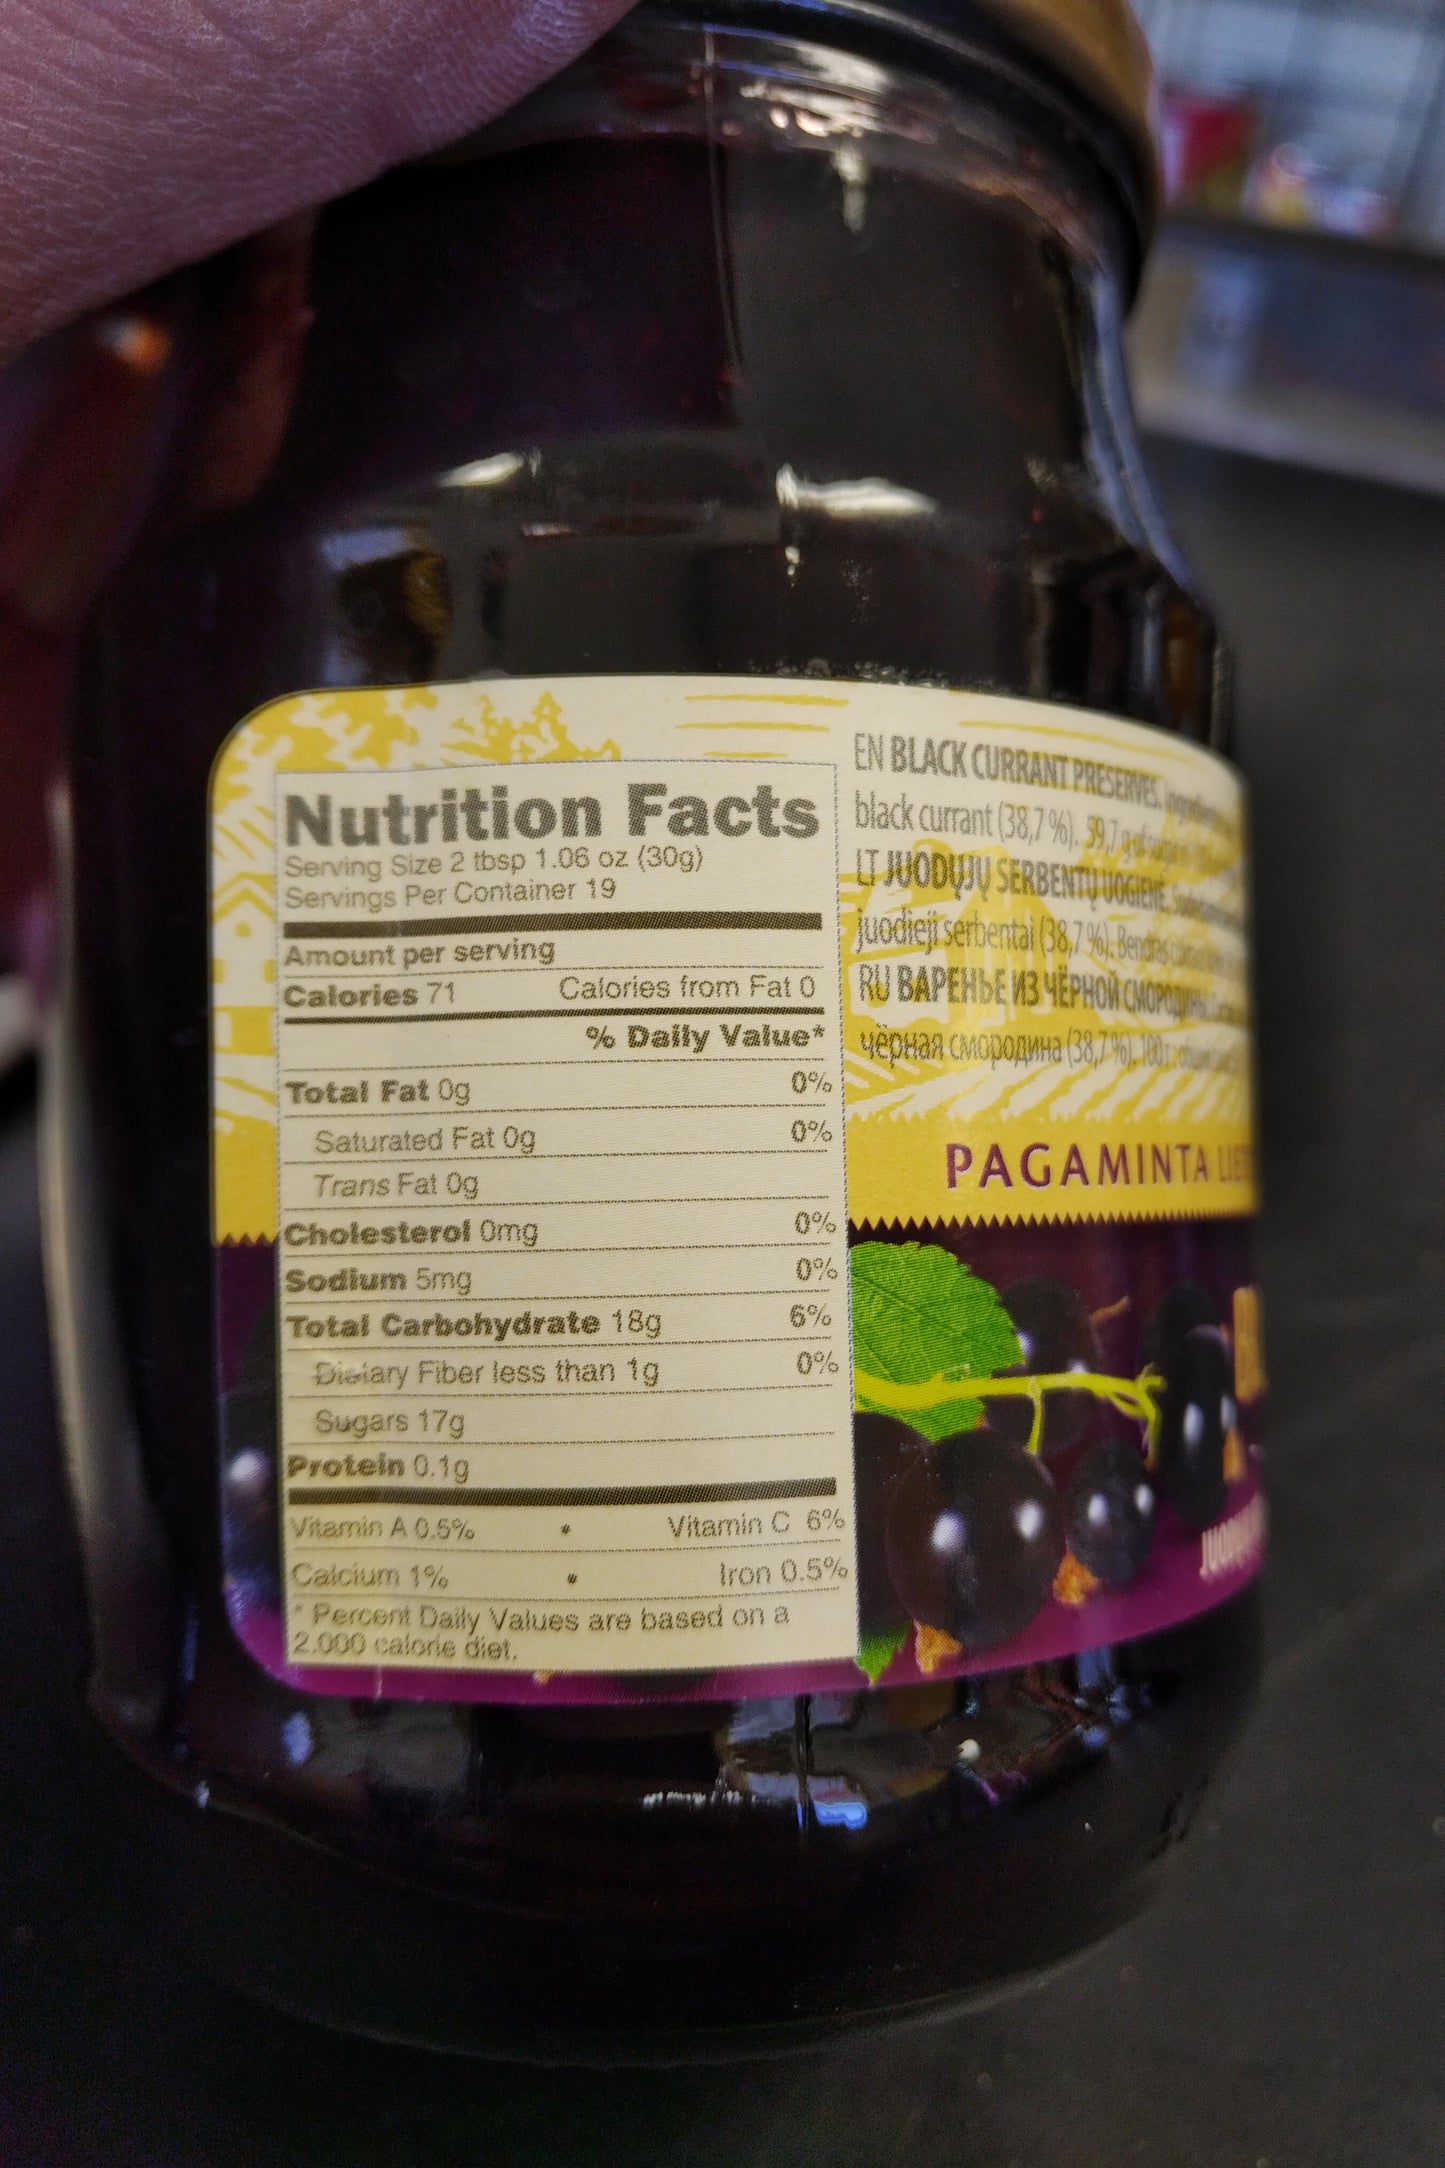 Nutrition Facts
Serving Size 2 tbsp 1.06 oz (30g)
Servings Per Container 19
Amount per serving
Calories 71 Calories from Fat 0
% Daily Value*
Total Fat 0g 0%
Saturated Fat 0g 0%
Trans Fat 0g
Cholesterol 0mg 0%
Sodium 5mg 0%
Total Carbohydrate 18g 6%
Dietary Fiber less than 1g 0%
Sugars 17g
Protein 0.1g
Vitamin A 0.5% • Vitamin C 6%
Calcium 1% • Iron 0.5%
* Percent Daily Values are based on a
2.000 calorie diet.
EN BLACK CURRANT PRESERVES.
black currant (38,7 %). 59,7 g of
LT JUODŲJŲ SERBENTŲ UOGIENĖ.
juodieji serbentai (38,7 %). Bendras
RU ВАРЕНЬЕ ИЗ ЧЁРНОЙ СМОРОДИНЫ.
чёрная смородина (38,7 %). 100 г
PAGAMINTA